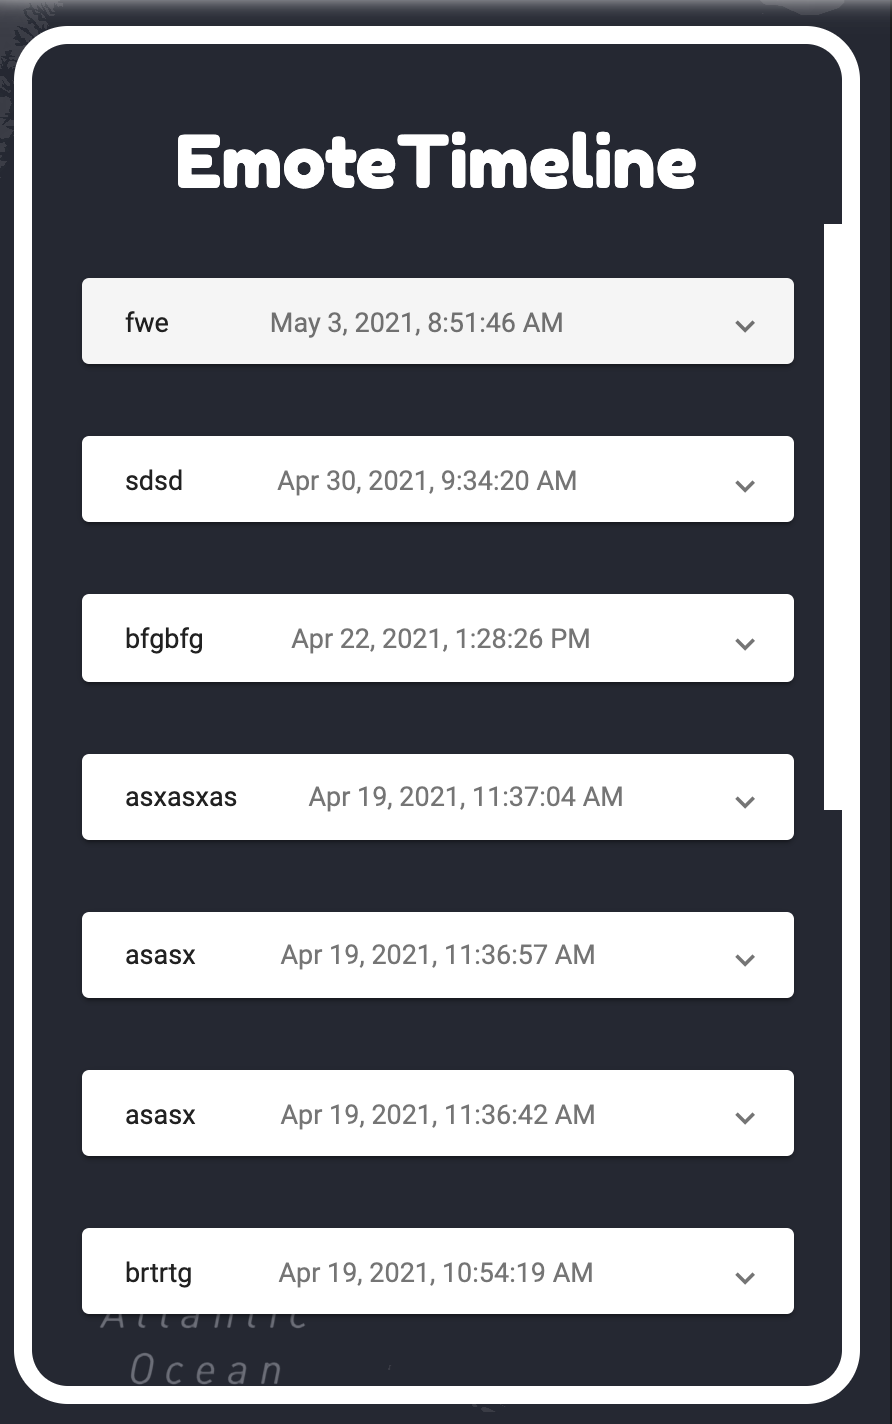 EmoteTimeline
fwe May 3, 2021, 8:51:46 AM
sdsd Apr 30, 2021, 9:34:20 AM
bfgbfg Apr 22, 2021, 1:28:26 PM
asxasxas Apr 19, 2021, 11:37:04 AM
asasx Apr 19, 2021, 11:36:57 AM
asasx Apr 19, 2021, 11:36:42 AM
brtrtg Apr 19, 2021, 10:54:19 AM
Atlantic
Ocean